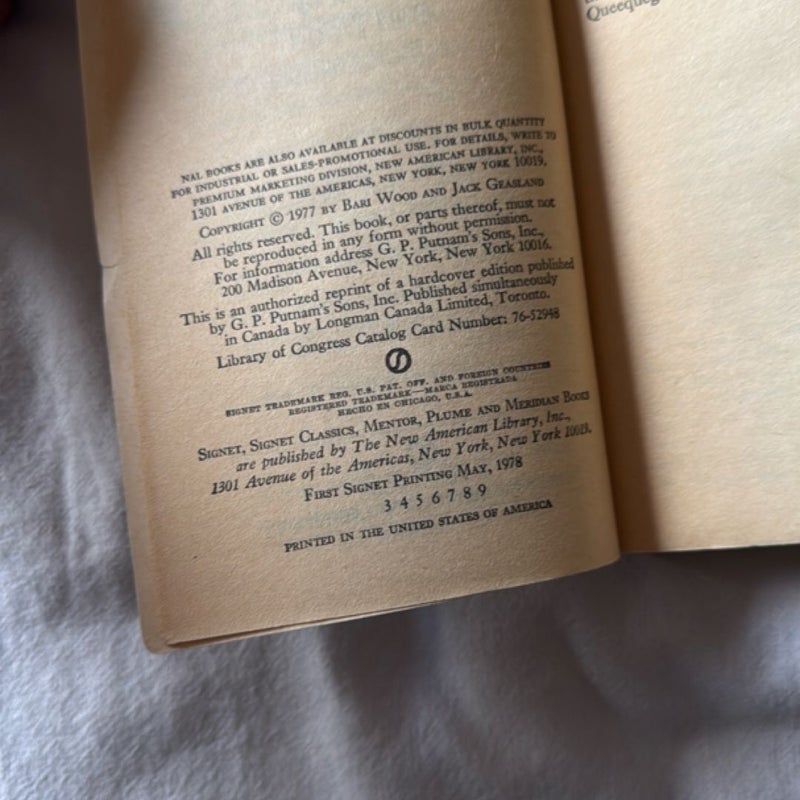 NAL BOOKS ARE ALSO AVAILABLE AT DISCOUNTS IN BULK QUANTITY
FOR INDUSTRIAL OR SALES-PROMOTIONAL USE. FOR DETAILS, WRITE TO
PREMIUM MARKETING DIVISION, NEW AMERICAN LIBRARY, INC.,
1301 AVENUE OF THE AMERICAS, NEW YORK, NEW YORK 10019.
COPYRIGHT © 1977 BY BARI WOOD AND JACK GEASLAND
All rights reserved. This book, or parts thereof, must not
be reproduced in any form without permission.
For information address G. P. Putnam's Sons, Inc.,
200 Madison Avenue, New York, New York 10016.
This is an authorized reprint of a hardcover edition published
by G. P. Putnam's Sons, Inc. Published simultaneously
in Canada by Longman Canada Limited, Toronto.
Library of Congress Catalog Card Number: 76-52948
SIGNET TRADEMARK REG. U.S. PAT. OFF. AND FOREIGN COUNTRIES
REGISTERED TRADEMARK—MARCA REGISTRADA
HECHO EN CHICAGO, U.S.A.
SIGNET, SIGNET CLASSICS, MENTOR, PLUME AND MERIDIAN BOOKS
are published by The New American Library, Inc.,
1301 Avenue of the Americas, New York, New York 10019.
FIRST SIGNET PRINTING MAY, 1978
3 4 5 6 7 8 9
PRINTED IN THE UNITED STATES OF AMERICA
Queequeg